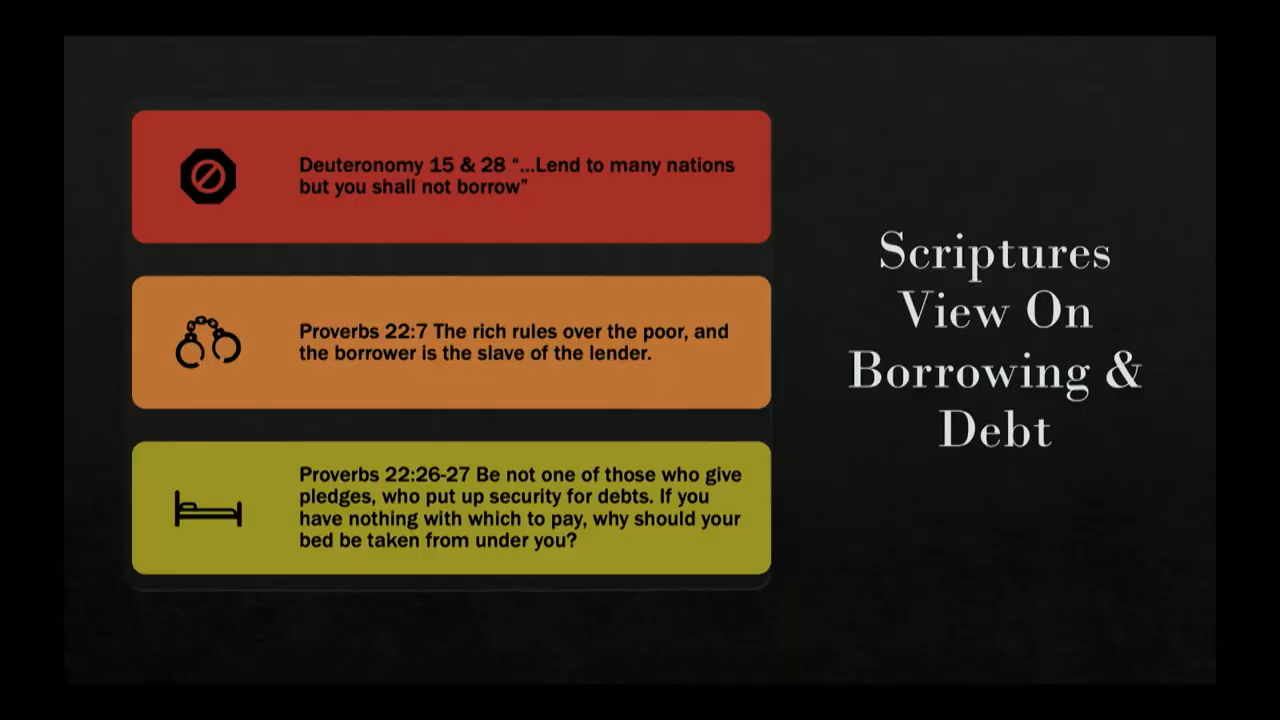 Deuteronomy 15 & 28 “...Lend to many nations
but you shall not borrow”
Proverbs 22:7 The rich rules over the poor, and
the borrower is the slave of the lender.
Proverbs 22:26-27 Be not one of those who give
pledges, who put up security for debts. If you
have nothing with which to pay, why should your
bed be taken from under you?
Scriptures
View On
Borrowing &
Debt